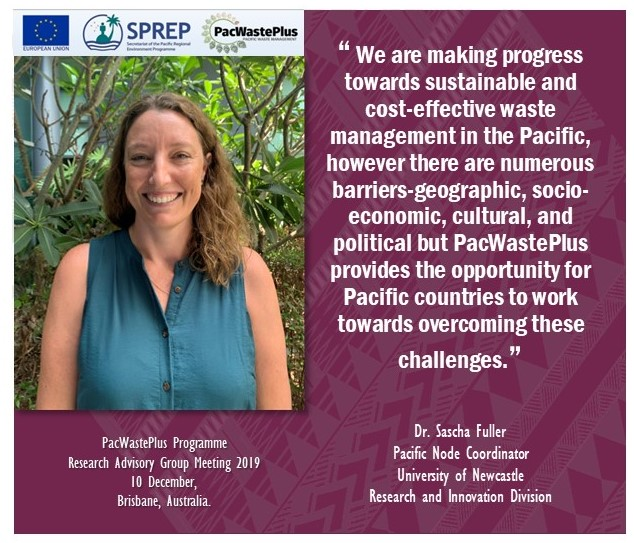 EUROPEAN UNION
SPREP
Secretariat of the Pacific Regional
Environment Programme
PacWastePlus
PACIFIC WASTE MANAGEMENT
“ We are making progress
towards sustainable and
cost-effective waste
management in the Pacific,
however there are numerous
barriers-geographic, socio-
economic, cultural, and
political but PacWastePlus
provides the opportunity for
Pacific countries to work
towards overcoming these
challenges.”
PacWastePlus Programme
Research Advisory Group Meeting 2019
10 December,
Brisbane, Australia.
Dr. Sascha Fuller
Pacific Node Coordinator
University of Newcastle
Research and Innovation Division